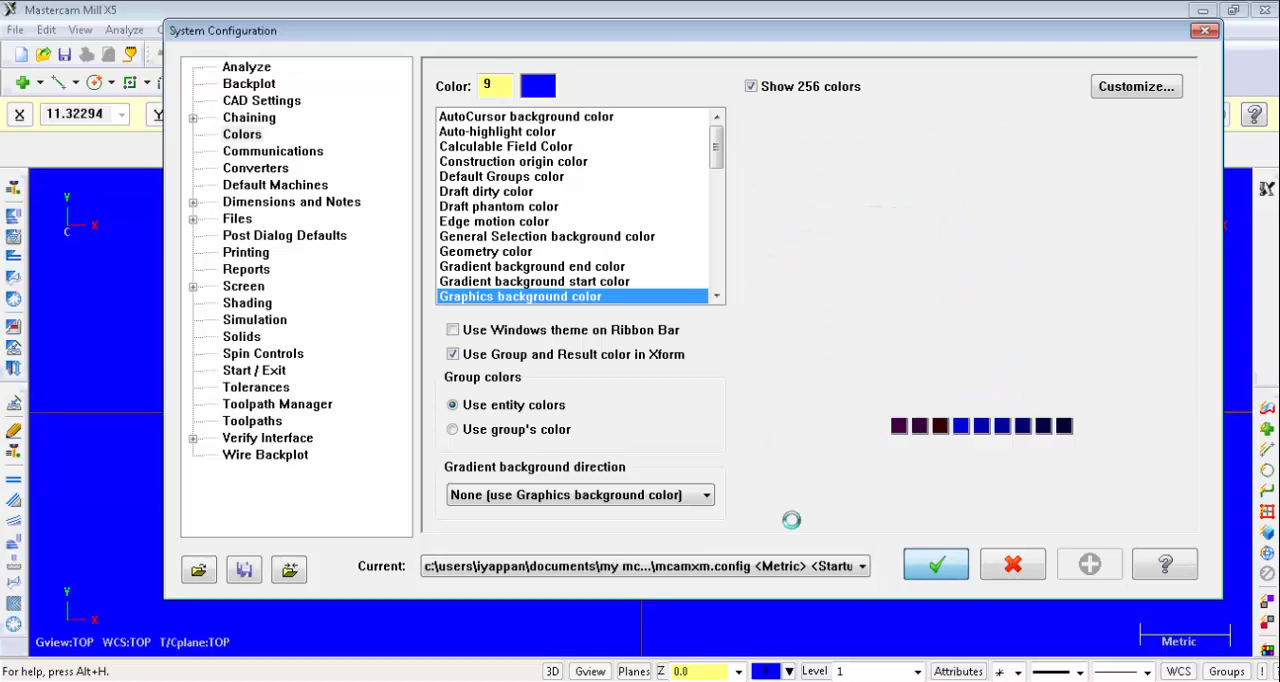 Mastercam Mill X5
File Edit View Analyze
System Configuration
X 11.32294
Analyze
Backplot
CAD Settings
Chaining
Colors
Communications
Converters
Default Machines
Dimensions and Notes
Files
Post Dialog Defaults
Printing
Reports
Screen
Shading
Simulation
Solids
Spin Controls
Start / Exit
Tolerances
Toolpath Manager
Toolpaths
Verify Interface
Wire Backplot
Color: 9
Show 256 colors
Customize...
AutoCursor background color
Auto-highlight color
Calculable Field Color
Construction origin color
Default Groups color
Draft dirty color
Draft phantom color
Edge motion color
General Selection background color
Geometry color
Gradient background end color
Gradient background start color
Graphics background color
Use Windows theme on Ribbon Bar
Use Group and Result color in Xform
Group colors
Use entity colors
Use group's color
Gradient background direction
None (use Graphics background color)
Current: c:\users\iyappan\documents\my mc...\mcamxm.config <Metric> <Startu
Y
C X
Y
X
Gview:TOP WCS:TOP T/Cplane:TOP
Metric
For help, press Alt+H.
3D Gview Planes Z 0.0 Level 1 Attributes WCS Groups